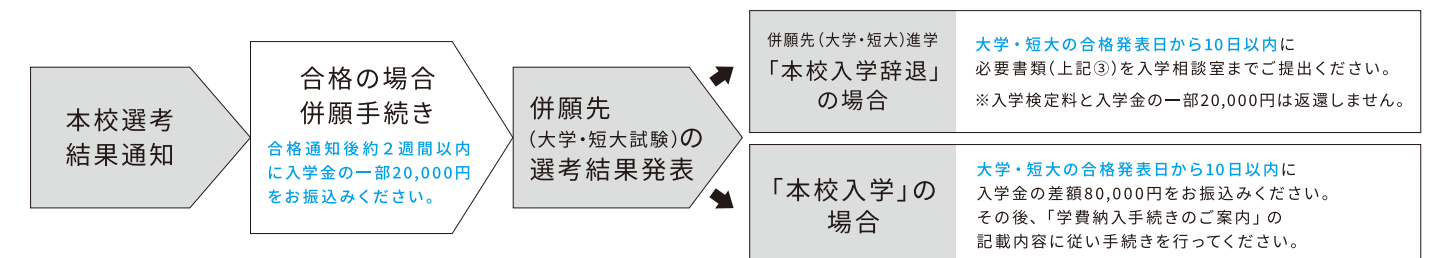 本校選考
結果通知
合格の場合
併願手続き
合格通知後約２週間以内
に入学金の一部20,000円
をお振込みください。
併願先
（大学・短大試験）の
選考結果発表
併願先（大学・短大）進学
「本校入学辞退」
の場合
大学・短大の合格発表日から10日以内に
必要書類（上記③）を入学相談室までご提出ください。
※入学検定料と入学金の一部20,000円は返還しません。
「本校入学」の
場合
大学・短大の合格発表日から10日以内に
入学金の差額80,000円をお振込みください。
その後、「学費納入手続きのご案内」の
記載内容に従い手続きを行ってください。